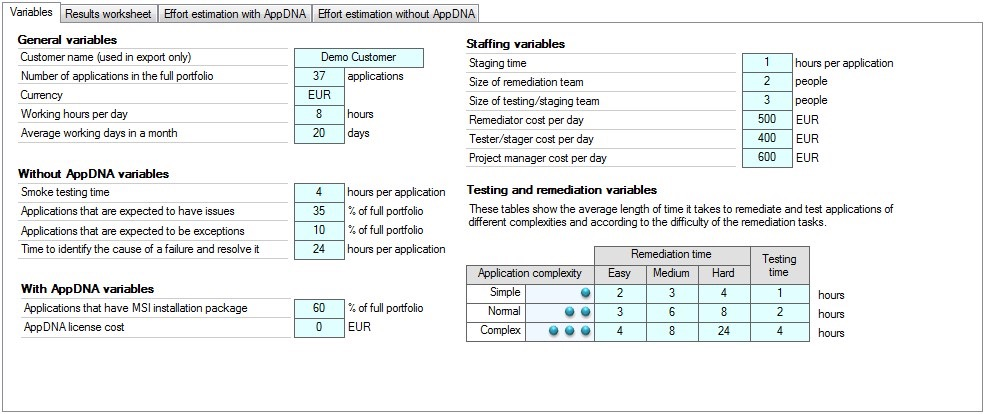 Variables Results worksheet Effort estimation with AppDNA Effort estimation without AppDNA
General variables
Customer name (used in export only) Demo Customer
Number of applications in the full portfolio 37 applications
Currency EUR
Working hours per day 8 hours
Average working days in a month 20 days
Without AppDNA variables
Smoke testing time 4 hours per application
Applications that are expected to have issues 35 % of full portfolio
Applications that are expected to be exceptions 10 % of full portfolio
Time to identify the cause of a failure and resolve it 24 hours per application
With AppDNA variables
Applications that have MSI installation package 60 % of full portfolio
AppDNA license cost 0 EUR
Staffing variables
Staging time 1 hours per application
Size of remediation team 2 people
Size of testing/staging team 3 people
Remediator cost per day 500 EUR
Tester/stager cost per day 400 EUR
Project manager cost per day 600 EUR
Testing and remediation variables
These tables show the average length of time it takes to remediate and test applications of
different complexities and according to the difficulty of the remediation tasks.
Remediation time Testing time
Application complexity Easy Medium Hard
Simple 2 3 4 1 hours
Normal 3 6 8 2 hours
Complex 4 8 24 4 hours